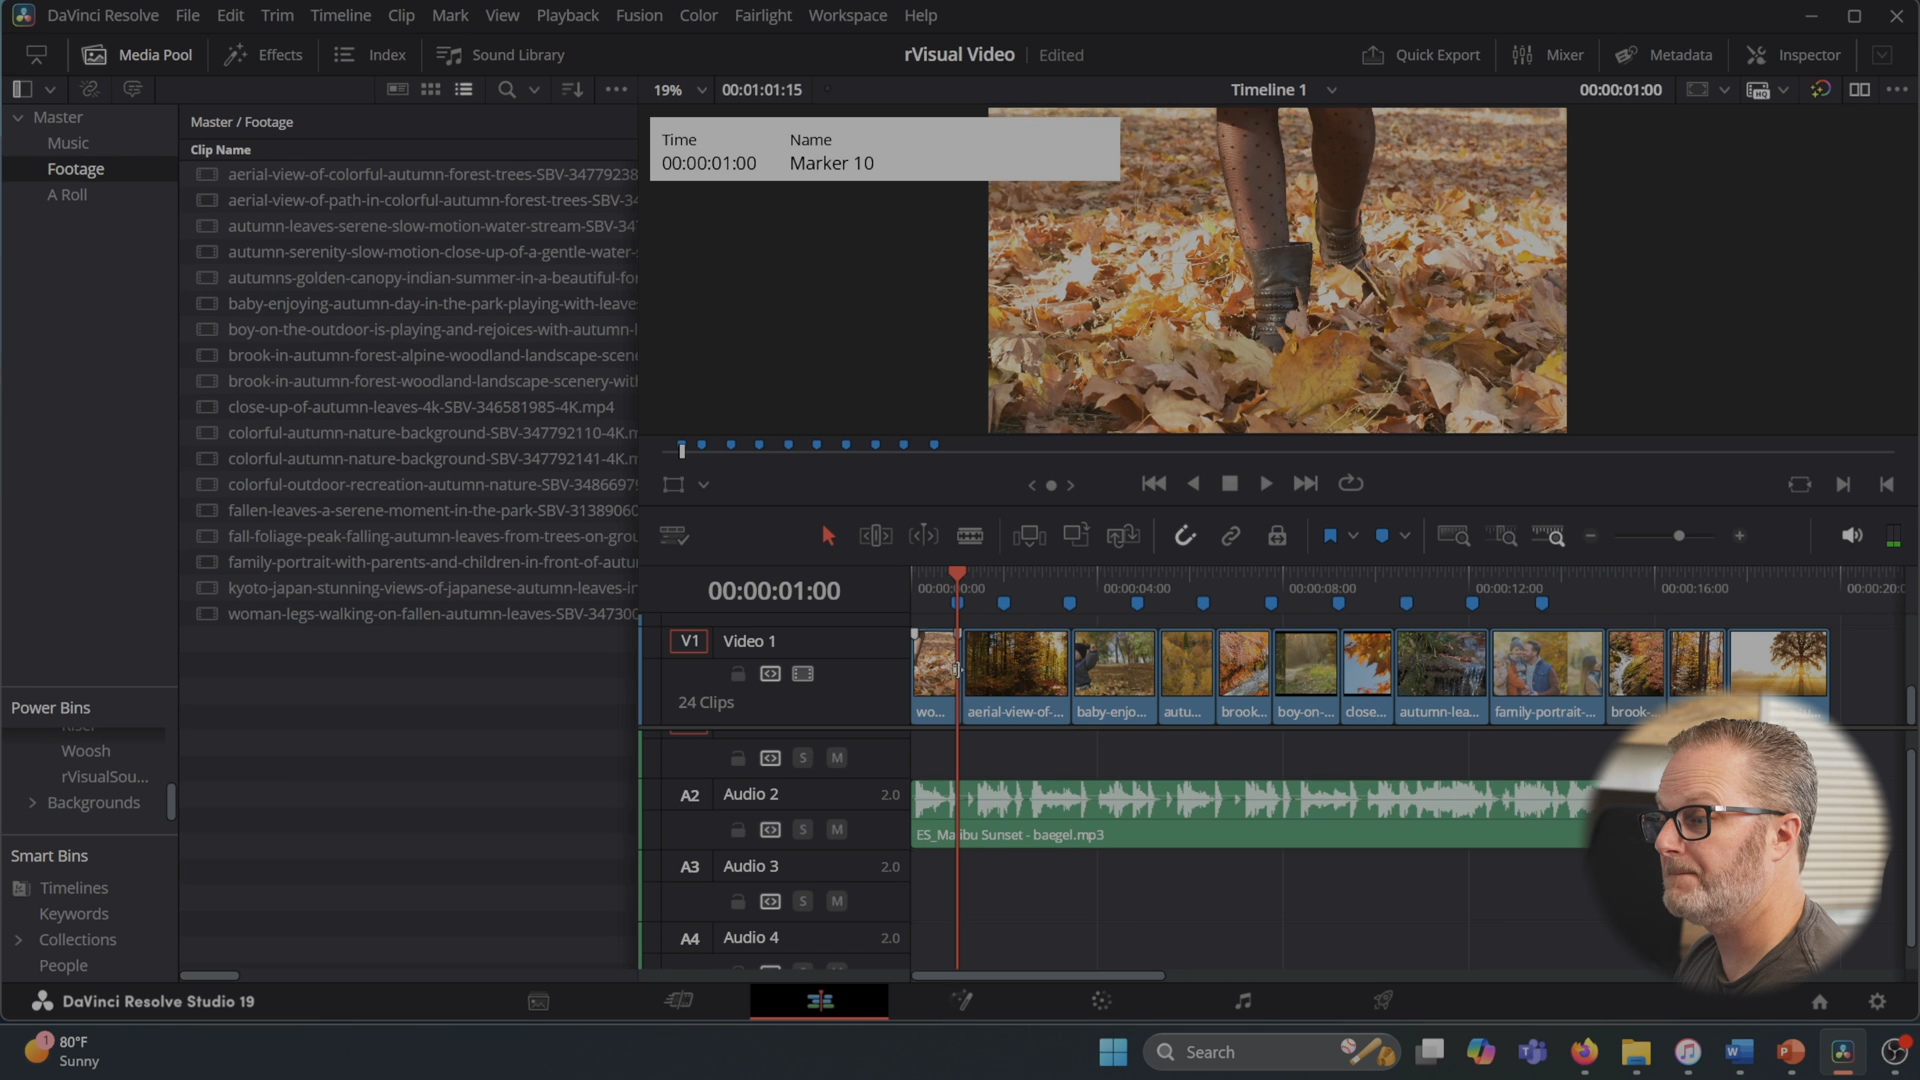 DaVinci Resolve File Edit Trim Timeline Clip Mark View Playback Fusion Color Fairlight Workspace Help
Media Pool Effects Index Sound Library rVisual Video Edited Quick Export Mixer Metadata Inspector
19% 00:01:01:15 Timeline 1 00:00:01:00
Master
Music
Footage
A Roll
Master / Footage
Clip Name
aerial-view-of-colorful-autumn-forest-trees-SBV-34779238
aerial-view-of-path-in-colorful-autumn-forest-trees-SBV-34
autumn-leaves-serene-slow-motion-water-stream-SBV-347
autumn-serenity-slow-motion-close-up-of-a-gentle-water-
autumns-golden-canopy-indian-summer-in-a-beautiful-fo
baby-enjoying-autumn-day-in-the-park-playing-with-leave
boy-on-the-outdoor-is-playing-and-rejoices-with-autumn-l
brook-in-autumn-forest-alpine-woodland-landscape-scene
brook-in-autumn-forest-woodland-landscape-scenery-wit
close-up-of-autumn-leaves-4k-SBV-346581985-4K.mp4
colorful-autumn-nature-background-SBV-347792110-4K.m
colorful-autumn-nature-background-SBV-347792141-4K.m
colorful-outdoor-recreation-autumn-nature-SBV-34866979
fallen-leaves-a-serene-moment-in-the-park-SBV-31389060
fall-foliage-peak-falling-autumn-leaves-from-trees-on-grou
family-portrait-with-parents-and-children-in-front-of-autum
kyoto-japan-stunning-views-of-japanese-autumn-leaves-i
woman-legs-walking-on-fallen-autumn-leaves-SBV-347300
Time Name
00:00:01:00 Marker 10
00:00:01:00
00:00:04:00 00:00:08:00 00:00:12:00 00:00:16:00 00:00:20:0
V1 Video 1
24 Clips
wo... aerial-view-of-... baby-enjo... autu... brook... boy-on-... close... autumn-lea... family-portrait-... brook-
S M
A2 Audio 2 2.0
S M
ES_Malibu Sunset - baegel.mp3
A3 Audio 3 2.0
S M
A4 Audio 4 2.0
Power Bins
Woosh
rVisualSou...
Backgrounds
Smart Bins
Timelines
Keywords
Collections
People
DaVinci Resolve Studio 19
HQ
1
80°F
Sunny
Search